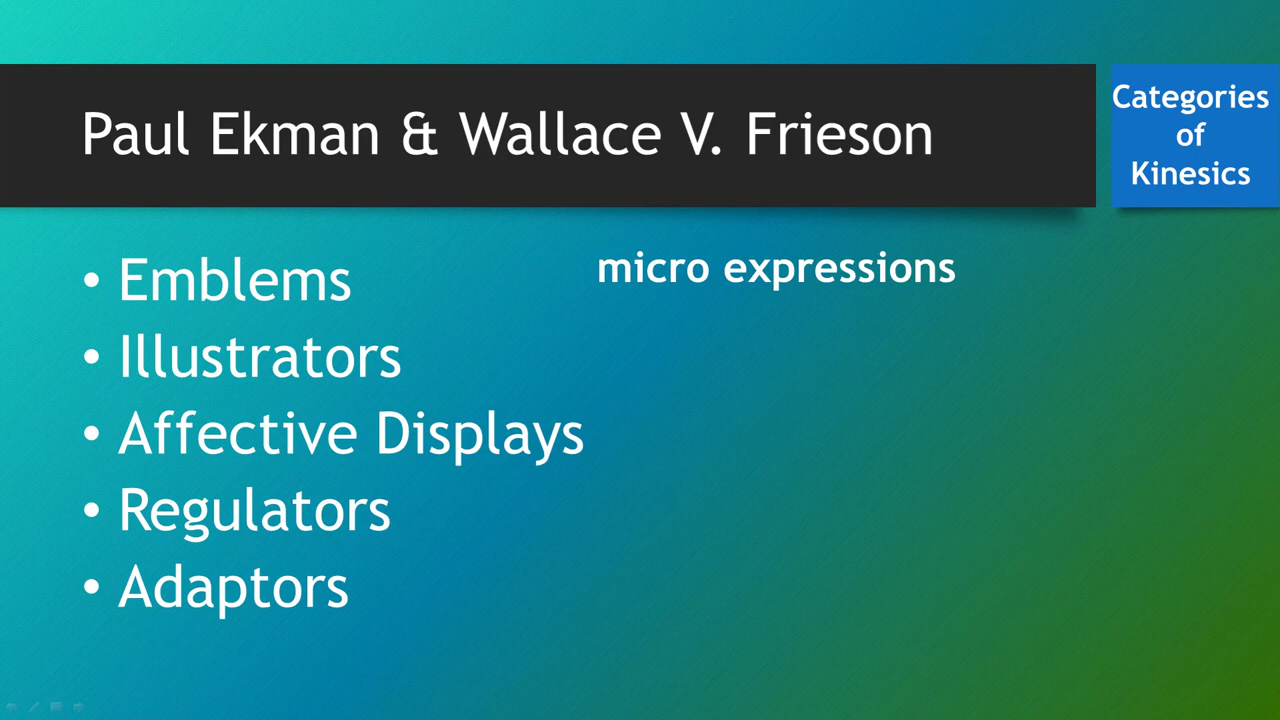 Paul Ekman & Wallace V. Frieson
Categories
of
Kinesics
• Emblems
• Illustrators
• Affective Displays
• Regulators
• Adaptors
micro expressions